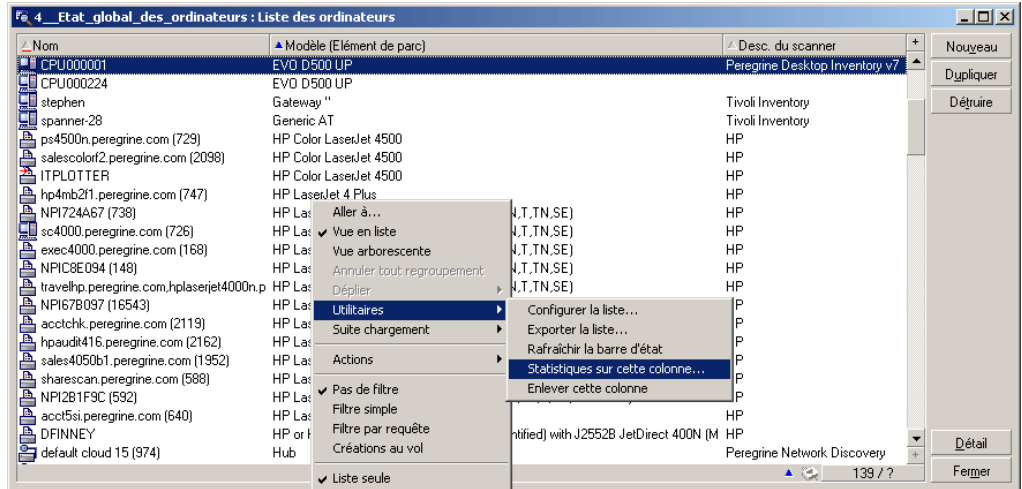 4__Etat_global_des_ordinateurs : Liste des ordinateurs
Nom Modèle (Elément de parc) Desc. du scanner + Nouveau
CPU000001 EVO D500 UP Peregrine Desktop Inventory v7
CPU000224 EVO D500 UP Dupliquer
stephen Gateway '' Tivoli Inventory Détruire
spanner-28 Generic AT Tivoli Inventory
ps4500n.peregrine.com (729) HP Color LaserJet 4500 HP
salescolorf2.peregrine.com (2098) HP Color LaserJet 4500 HP
ITPLOTTER HP Color LaserJet 4500 HP
hp4mb2f1.peregrine.com (747) HP LaserJet 4 Plus HP
NPI724A67 (738) HP Las Aller à... N,T,TN,SE) HP
sc4000.peregrine.com (726) HP Las Vue en liste N,T,TN,SE) HP
exec4000.peregrine.com (168) HP Las Vue arborescente N,T,TN,SE) HP
NPIC8E094 (148) HP Las Annuler tout regroupement N,T,TN,SE) HP
travelhp.peregrine.com,hplaserjet4000n.p HP Las Déplier N,T,TN,SE) HP
NPI67B097 (16543) HP Las Utilitaires Configurer la liste... P
acctchk.peregrine.com (2119) HP Las Suite chargement Exporter la liste... P
hpaudit416.peregrine.com (2162) HP Las Rafraîchir la barre d'état P
sales4050b1.peregrine.com (1952) HP Las Actions Statistiques sur cette colonne... P
sharescan.peregrine.com (588) HP Las Enlever cette colonne P
NPI2B1F9C (592) HP Las Pas de filtre HP
acct5si.peregrine.com (640) HP Las Filtre simple HP
DFINNEY HP or H Filtre par requête ntified) with J2552B JetDirect 400N (M HP
default cloud 15 (974) Hub Créations au vol Peregrine Network Discovery Détail
Liste seule 139 / ? Fermer